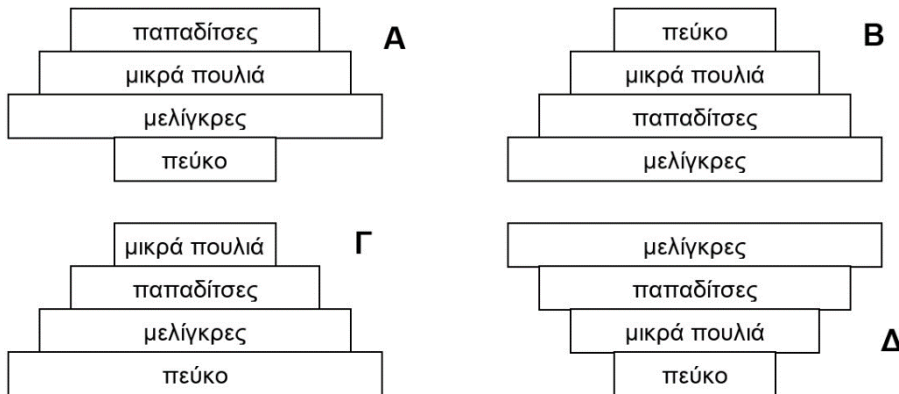 παπαδίτσες
μικρά πουλιά
μελίγκρες
πεύκο
Α
πεύκο
μικρά πουλιά
παπαδίτσες
μελίγκρες
Β
μικρά πουλιά
παπαδίτσες
μελίγκρες
πεύκο
Γ
μελίγκρες
παπαδίτσες
μικρά πουλιά
πεύκο
Δ